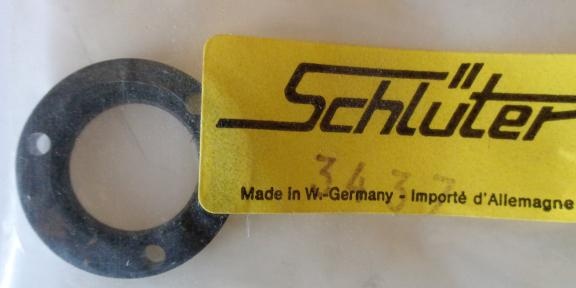 Schlüter
3437
Made in W.-Germany - Importé d'Allemagne